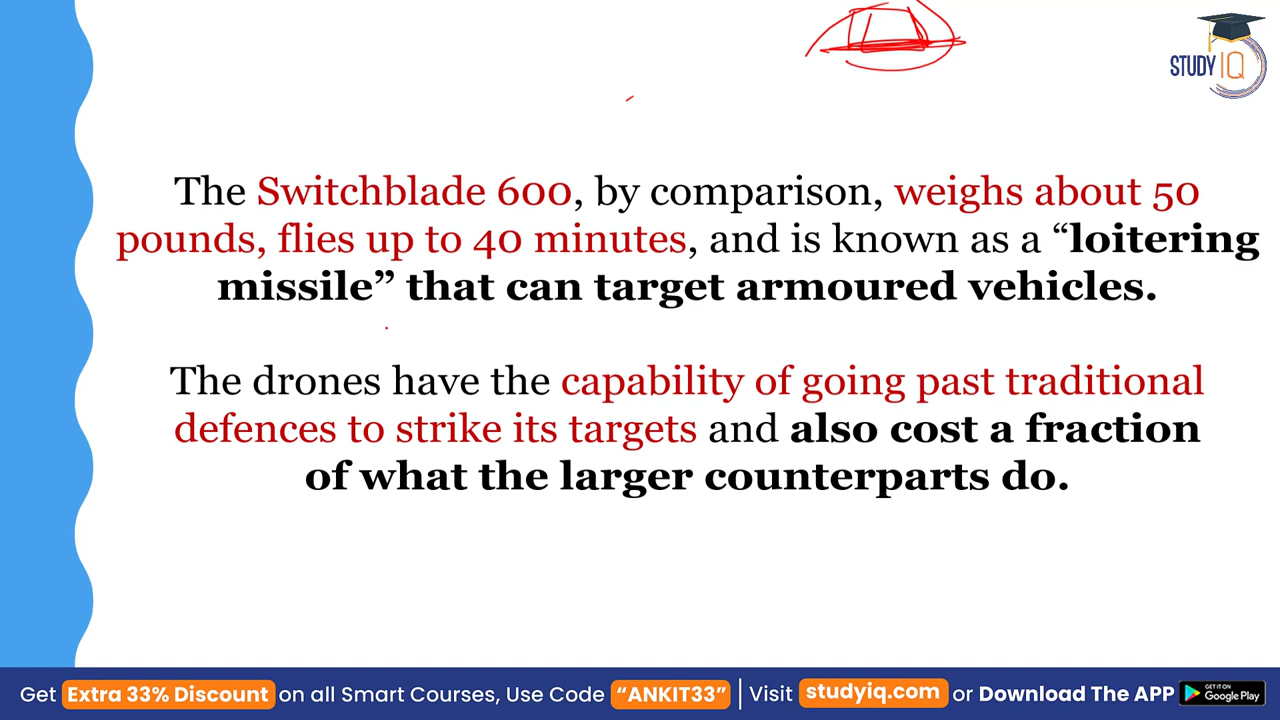 STUDY IQ
The Switchblade 600, by comparison, weighs about 50
pounds, flies up to 40 minutes, and is known as a “loitering
missile” that can target armoured vehicles.
The drones have the capability of going past traditional
defences to strike its targets and also cost a fraction
of what the larger counterparts do.
Get Extra 33% Discount on all Smart Courses, Use Code “ANKIT33” Visit studyiq.com or Download The APP GET IT ON Google Play